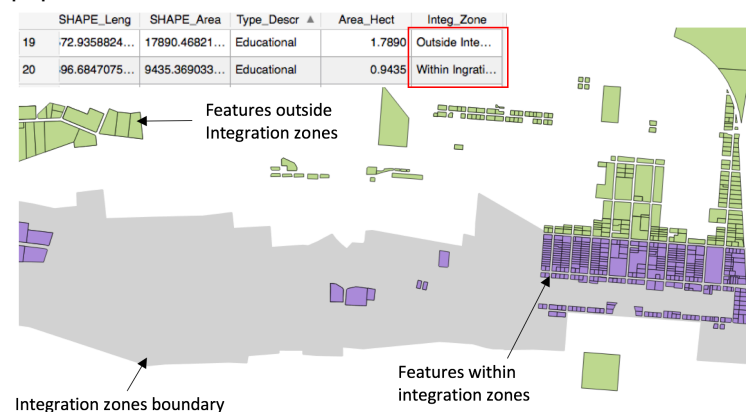 SHAPE_Leng SHAPE_Area Type_Descr ▲ Area_Hect Integ_Zone
19 ‹72.9358824... 17890.46821... Educational 1.7890 Outside Inte...
20 ‹96.6847075... 9435.369033... Educational 0.9435 Within Ingrati...
Features outside
Integration zones
Features within
integration zones
Integration zones boundary